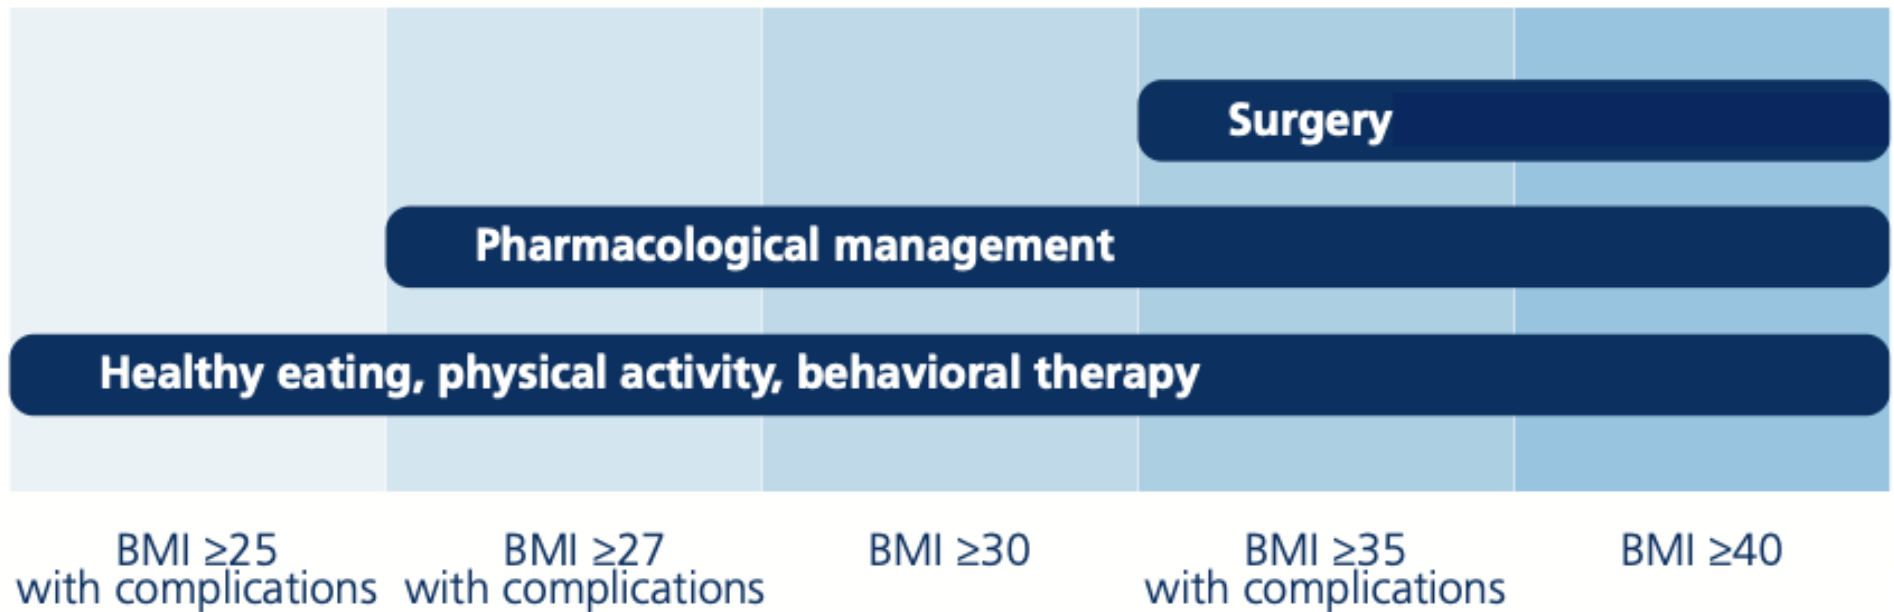 Surgery
Pharmacological management
Healthy eating, physical activity, behavioral therapy
BMI ≥25
with complications
BMI ≥27
with complications
BMI ≥30
BMI ≥35
with complications
BMI ≥40